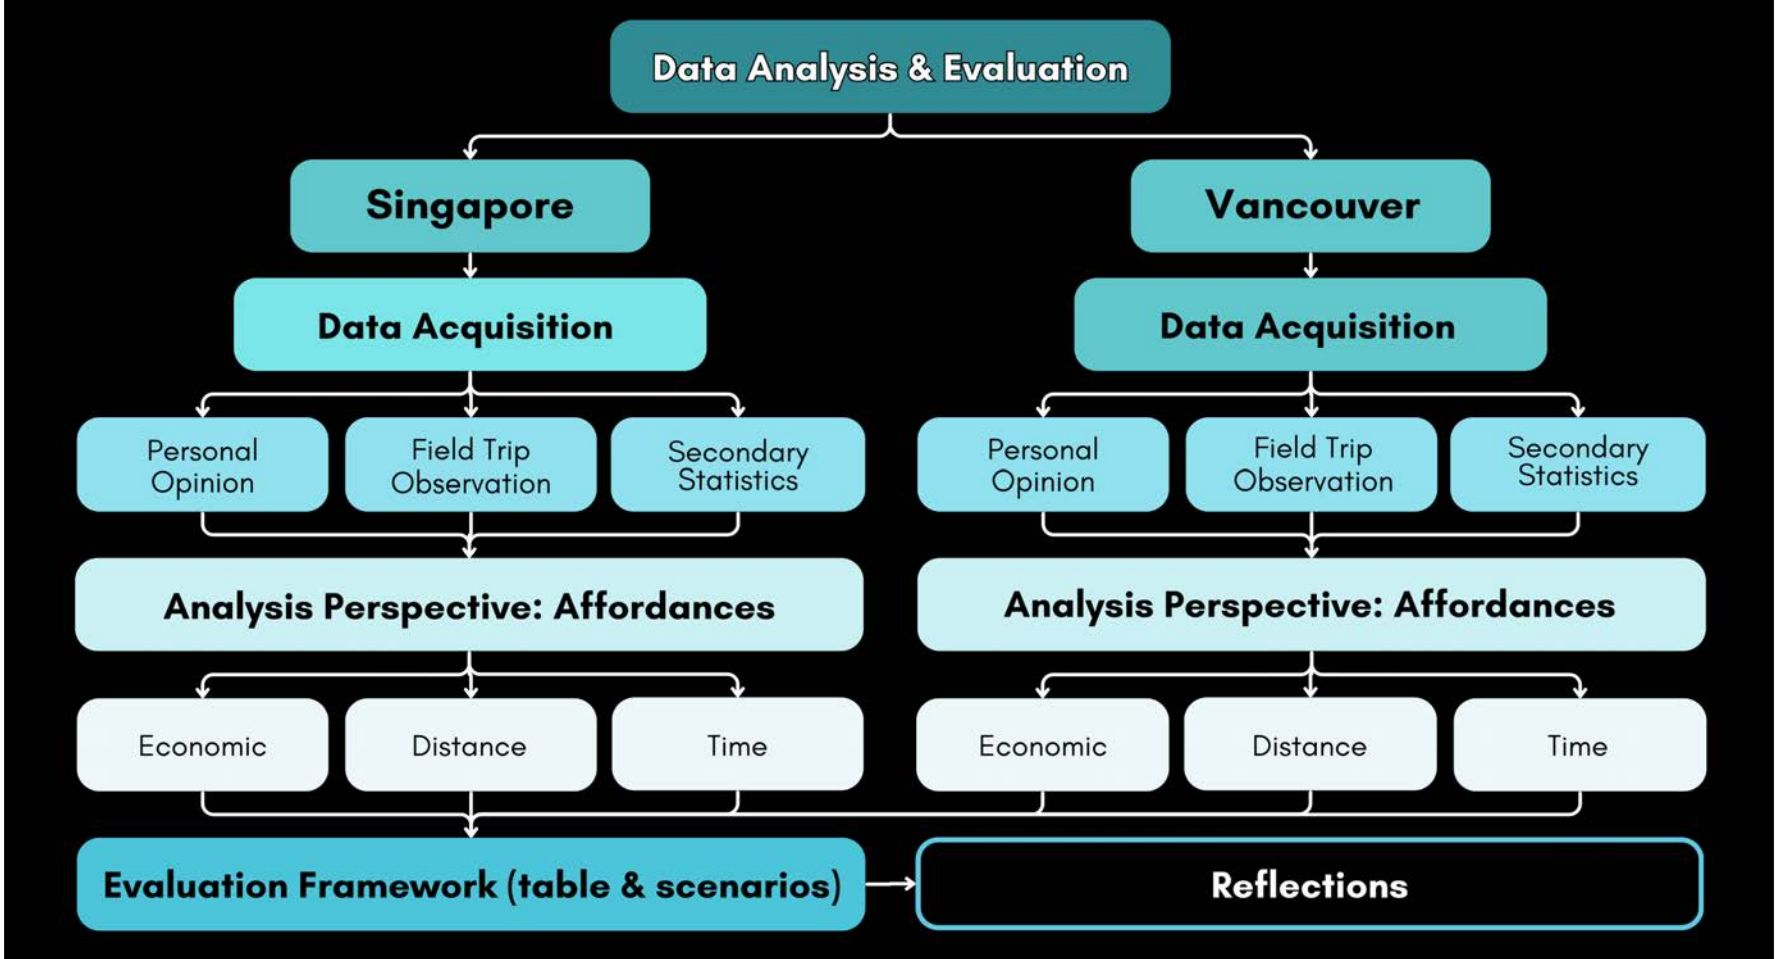 Data Analysis & Evaluation
Singapore
Vancouver
Data Acquisition
Data Acquisition
Personal
Opinion
Field Trip
Observation
Secondary
Statistics
Personal
Opinion
Field Trip
Observation
Secondary
Statistics
Analysis Perspective: Affordances
Analysis Perspective: Affordances
Economic
Distance
Time
Economic
Distance
Time
Evaluation Framework (table & scenarios)
Reflections